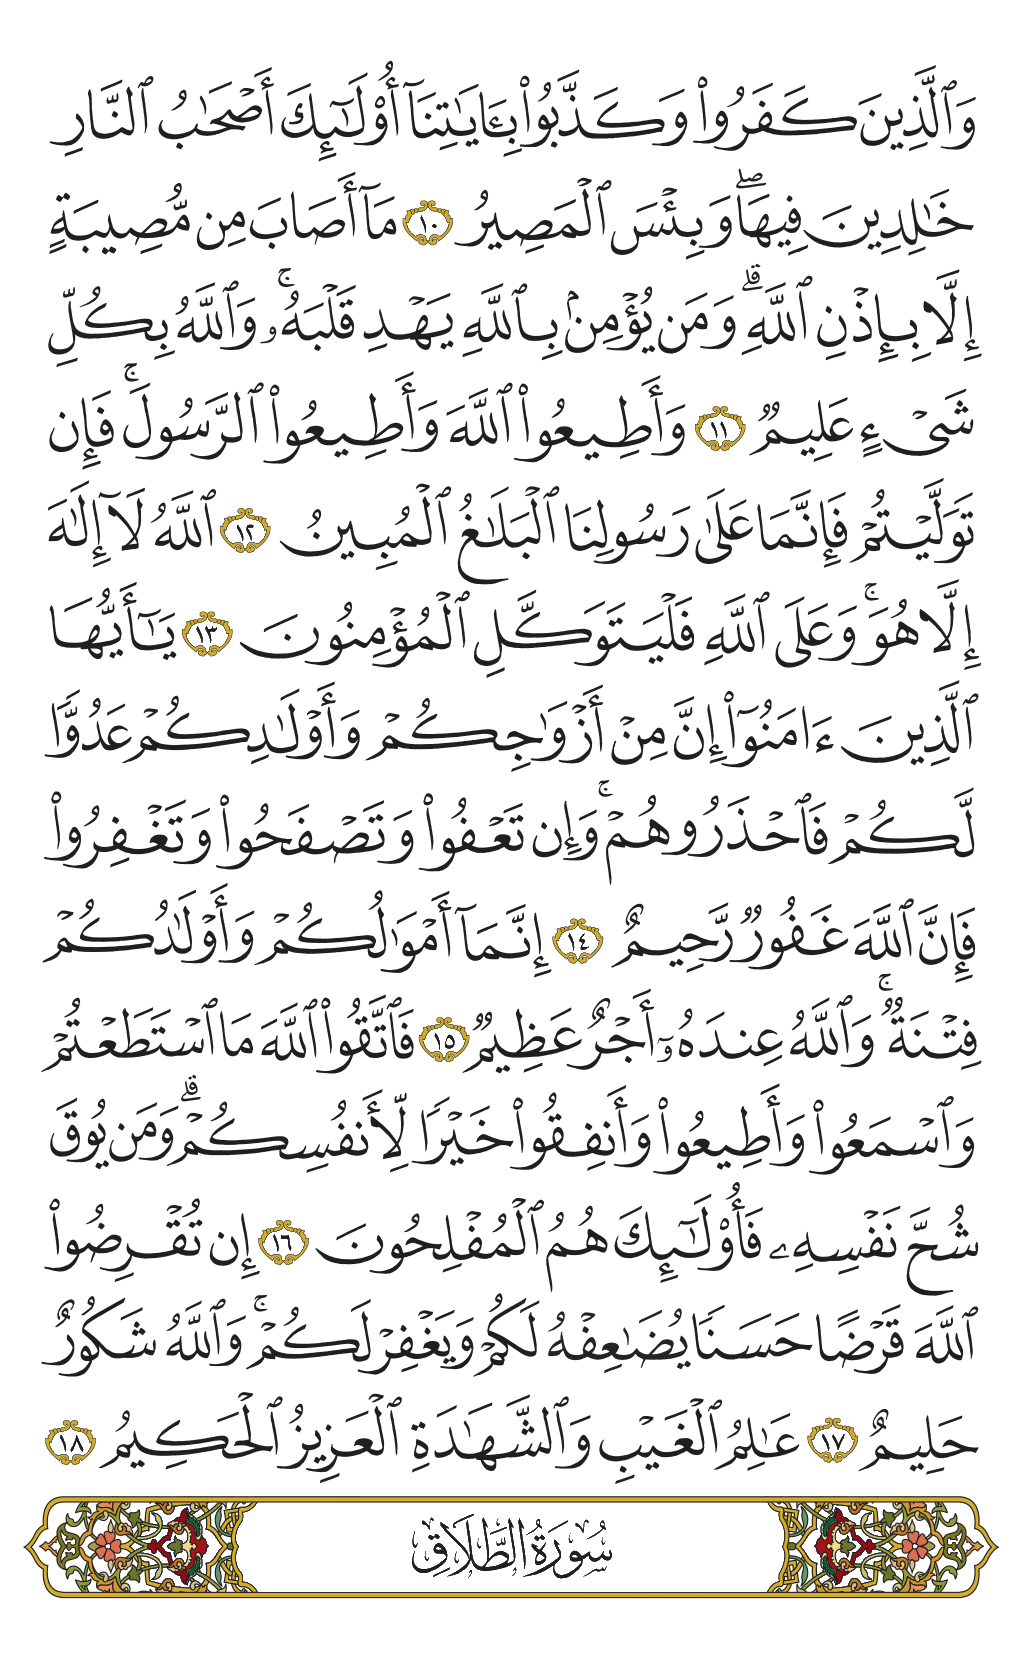 وَٱلَّذِينَ كَفَرُوا۟ وَكَذَّبُوا۟ بِـَٔايَـٰتِنَآ أُو۟لَـٰٓئِكَ أَصْحَـٰبُ ٱلنَّارِ
خَـٰلِدِينَ فِيهَا ۖ وَبِئْسَ ٱلْمَصِيرُ ١٠ مَآ أَصَابَ مِن مُّصِيبَةٍ
إِلَّا بِإِذْنِ ٱللَّهِ ۗ وَمَن يُؤْمِنۢ بِٱللَّهِ يَهْدِ قَلْبَهُۥ ۚ وَٱللَّهُ بِكُلِّ
شَىْءٍ عَلِيمٌ ١١ وَأَطِيعُوا۟ ٱللَّهَ وَأَطِيعُوا۟ ٱلرَّسُولَ ۚ فَإِن
تَوَلَّيْتُمْ فَإِنَّمَا عَلَىٰ رَسُولِنَا ٱلْبَلَـٰغُ ٱلْمُبِينُ ١٢ ٱللَّهُ لَآ إِلَـٰهَ
إِلَّا هُوَ ۚ وَعَلَى ٱللَّهِ فَلْيَتَوَكَّلِ ٱلْمُؤْمِنُونَ ١٣ يَـٰٓأَيُّهَا
ٱلَّذِينَ ءَامَنُوٓا۟ إِنَّ مِنْ أَزْوَٰجِكُمْ وَأَوْلَـٰدِكُمْ عَدُوًّا
لَّكُمْ فَٱحْذَرُوهُمْ ۚ وَإِن تَعْفُوا۟ وَتَصْفَحُوا۟ وَتَغْفِرُوا۟
فَإِنَّ ٱللَّهَ غَفُورٌ رَّحِيمٌ ١٤ إِنَّمَآ أَمْوَٰلُكُمْ وَأَوْلَـٰدُكُمْ
فِتْنَةٌ ۚ وَٱللَّهُ عِندَهُۥٓ أَجْرٌ عَظِيمٌ ١٥ فَٱتَّقُوا۟ ٱللَّهَ مَا ٱسْتَطَعْتُمْ
وَٱسْمَعُوا۟ وَأَطِيعُوا۟ وَأَنفِقُوا۟ خَيْرًا لِّأَنفُسِكُمْ ۗ وَمَن يُوقَ
شُحَّ نَفْسِهِۦ فَأُو۟لَـٰٓئِكَ هُمُ ٱلْمُفْلِحُونَ ١٦ إِن تُقْرِضُوا۟
ٱللَّهَ قَرْضًا حَسَنًا يُضَـٰعِفْهُ لَكُمْ وَيَغْفِرْ لَكُمْ ۚ وَٱللَّهُ شَكُورٌ
حَلِيمٌ ١٧ عَـٰلِمُ ٱلْغَيْبِ وَٱلشَّهَـٰدَةِ ٱلْعَزِيزُ ٱلْحَكِيمُ ١٨
سُورَةُ الطَّلَاقِ